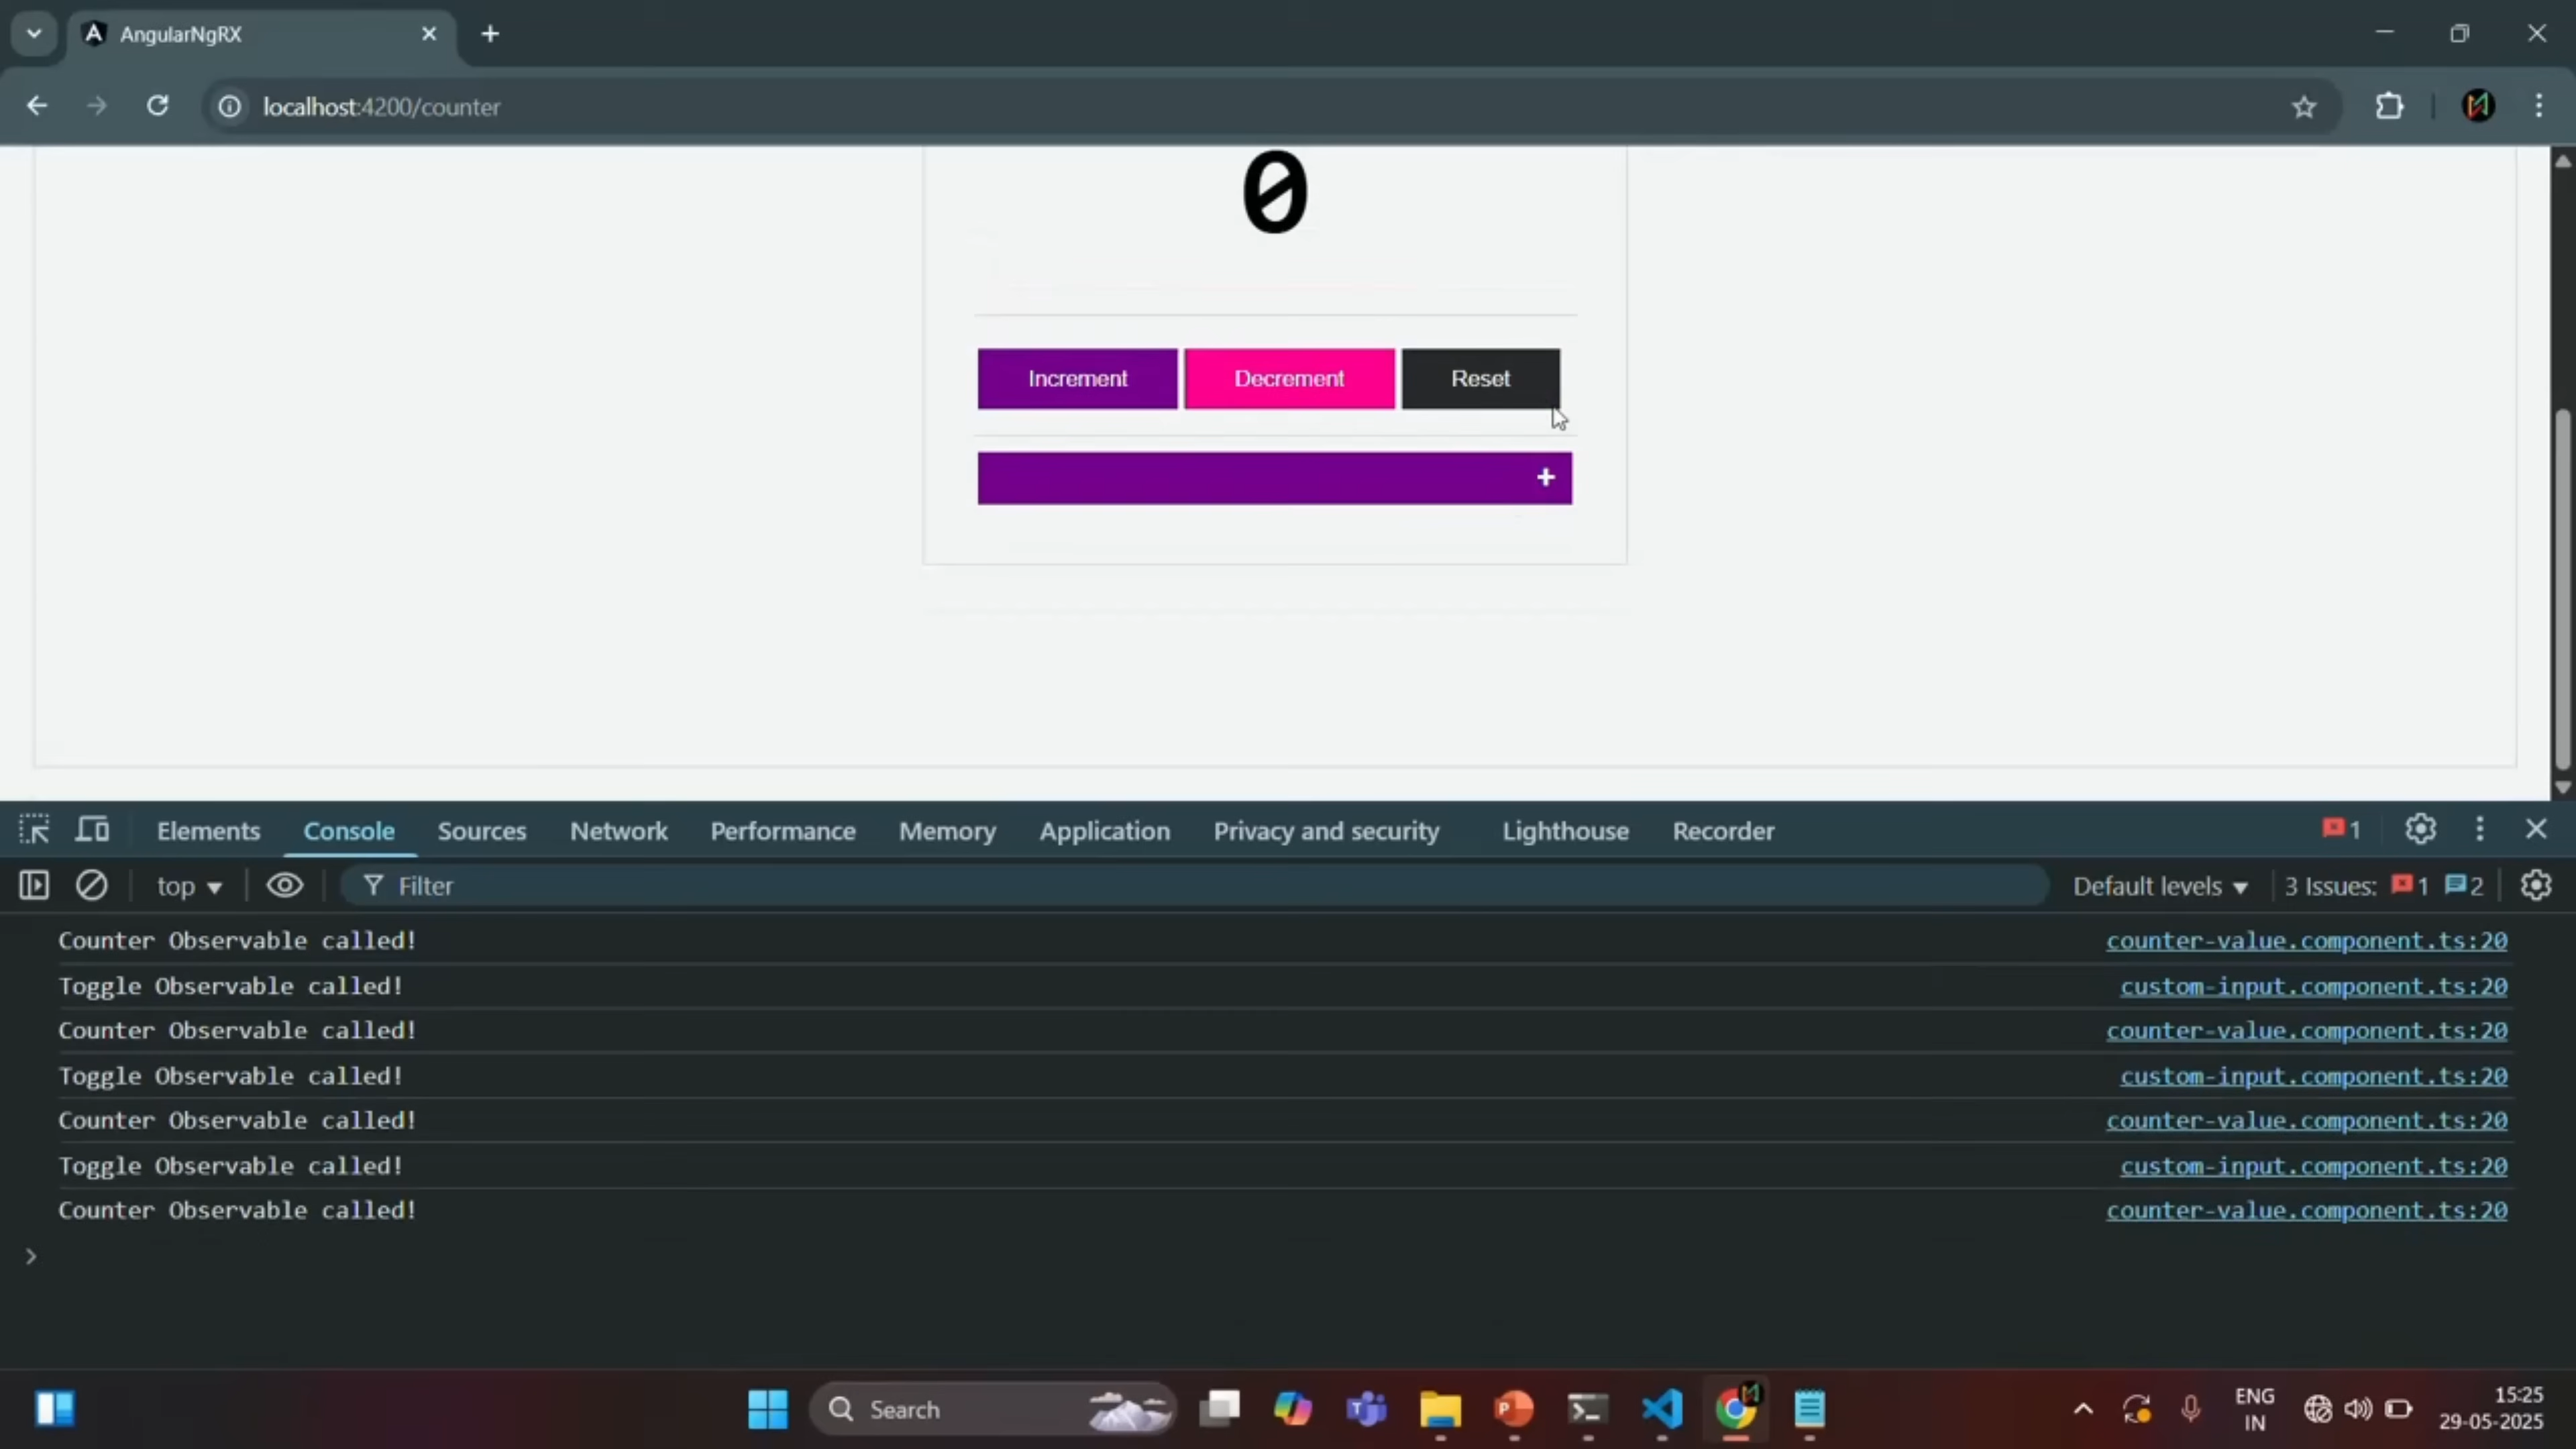 AngularNgRX
localhost:4200/counter
0
Increment Decrement Reset
+
Elements Console Sources Network Performance Memory Application Privacy and security Lighthouse Recorder 1
top Filter Default levels 3 Issues: 1 2
Counter Observable called! counter-value.component.ts:20
Toggle Observable called! custom-input.component.ts:20
Counter Observable called! counter-value.component.ts:20
Toggle Observable called! custom-input.component.ts:20
Counter Observable called! counter-value.component.ts:20
Toggle Observable called! custom-input.component.ts:20
Counter Observable called! counter-value.component.ts:20
Search
ENG
IN
15:25
29-05-2025